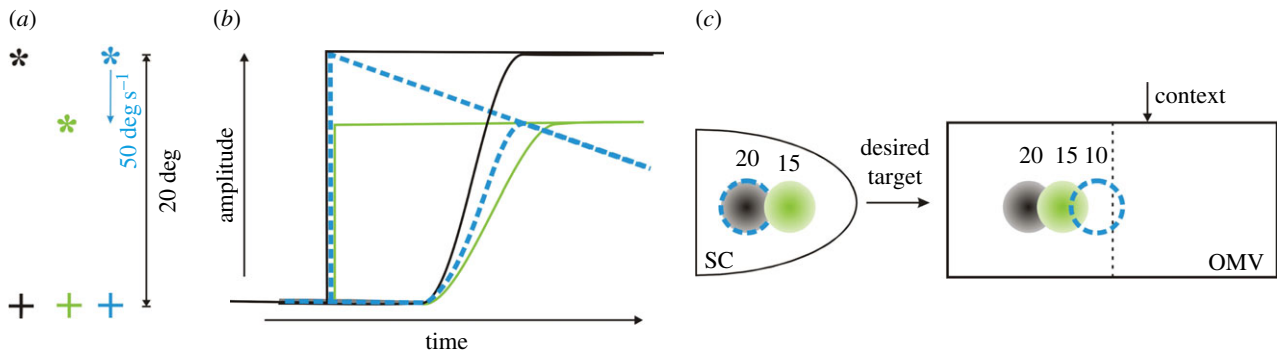 (a)
(b)
(c)
* * *
50 deg s⁻¹
20 deg
+ + +
amplitude
time
20
15
SC
desired
target
context
20 15 10
OMV